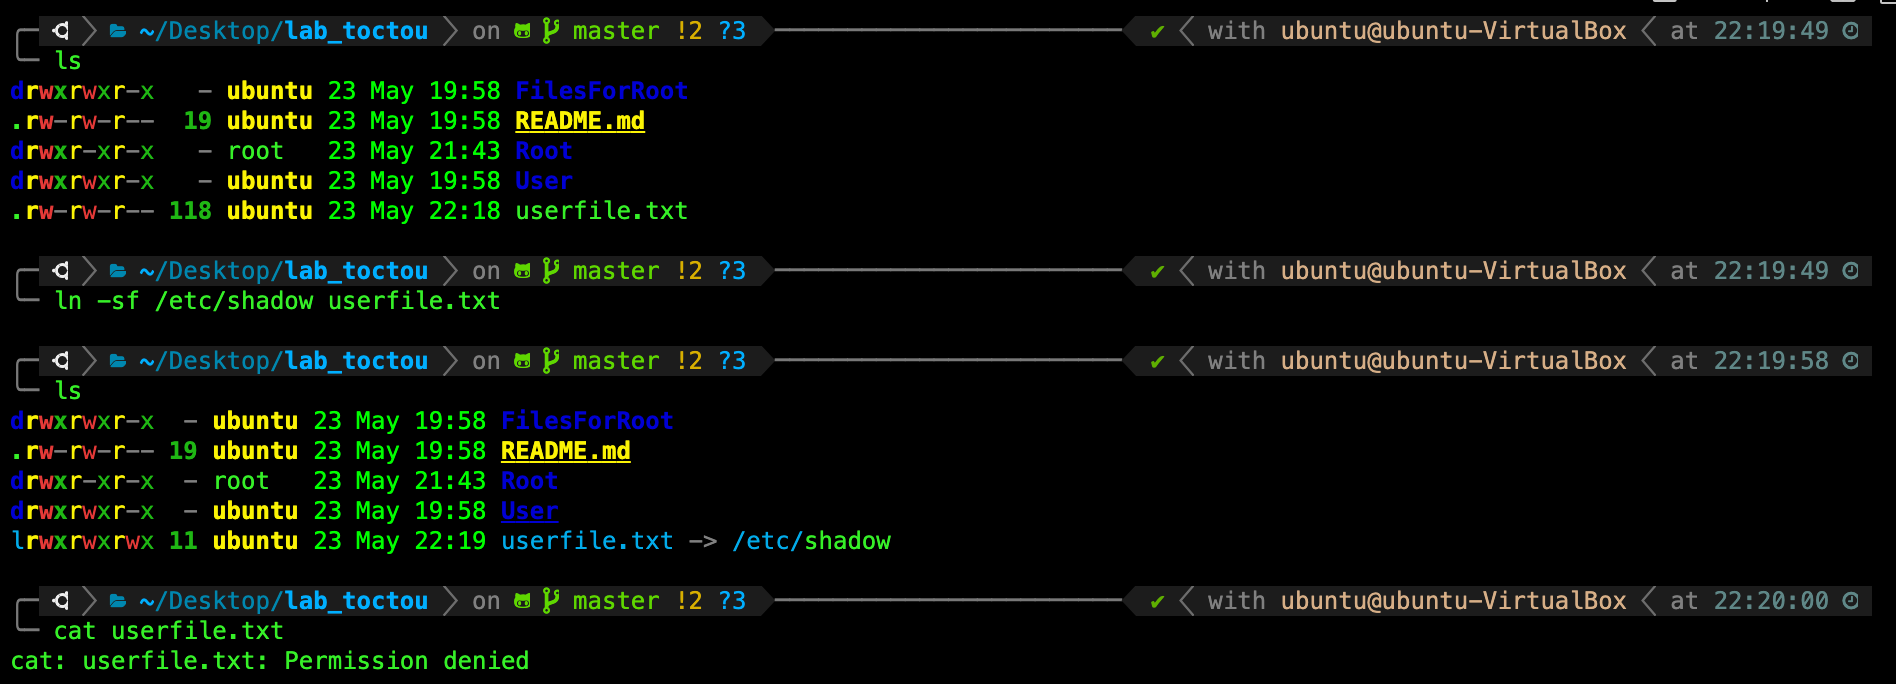 ~/Desktop/lab_toctou on master !2 ?3 ✔ with ubuntu@ubuntu-VirtualBox at 22:19:49
ls
drwxrwxr-x - ubuntu 23 May 19:58 FilesForRoot
.rw-rw-r-- 19 ubuntu 23 May 19:58 README.md
drwxr-xr-x - root 23 May 21:43 Root
drwxrwxr-x - ubuntu 23 May 19:58 User
.rw-rw-r-- 118 ubuntu 23 May 22:18 userfile.txt
~/Desktop/lab_toctou on master !2 ?3 ✔ with ubuntu@ubuntu-VirtualBox at 22:19:49
ln -sf /etc/shadow userfile.txt
~/Desktop/lab_toctou on master !2 ?3 ✔ with ubuntu@ubuntu-VirtualBox at 22:19:58
ls
drwxrwxr-x - ubuntu 23 May 19:58 FilesForRoot
.rw-rw-r-- 19 ubuntu 23 May 19:58 README.md
drwxr-xr-x - root 23 May 21:43 Root
drwxrwxr-x - ubuntu 23 May 19:58 User
lrwxrwxrwx 11 ubuntu 23 May 22:19 userfile.txt -> /etc/shadow
~/Desktop/lab_toctou on master !2 ?3 ✔ with ubuntu@ubuntu-VirtualBox at 22:20:00
cat userfile.txt
cat: userfile.txt: Permission denied